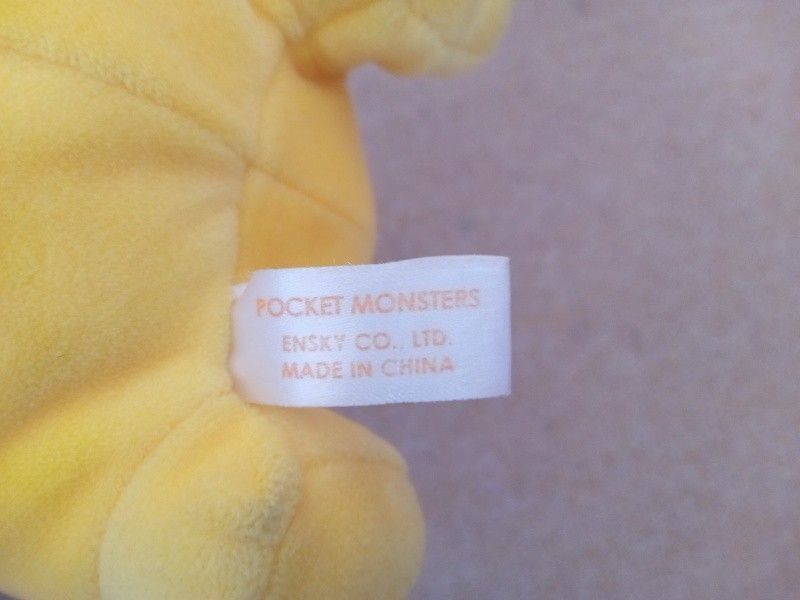 POCKET MONSTERS
ENSKY CO., LTD.
MADE IN CHINA